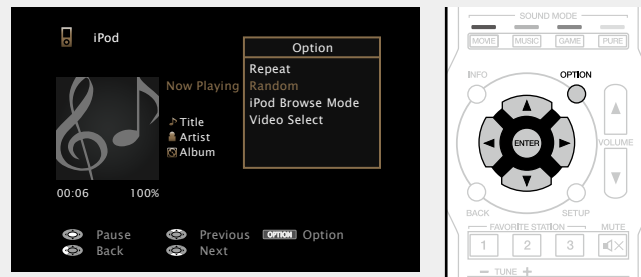 iPod
Option
Repeat
Random
iPod Browse Mode
Video Select
Now Playing
Title
Artist
Album
00:06 100%
Pause Previous OPTION Option
Back Next
SOUND MODE
MOVIE MUSIC GAME PURE
INFO OPTION
ENTER
VOLUME
BACK SETUP
FAVORITE STATION MUTE
1 2 3
- TUNE +